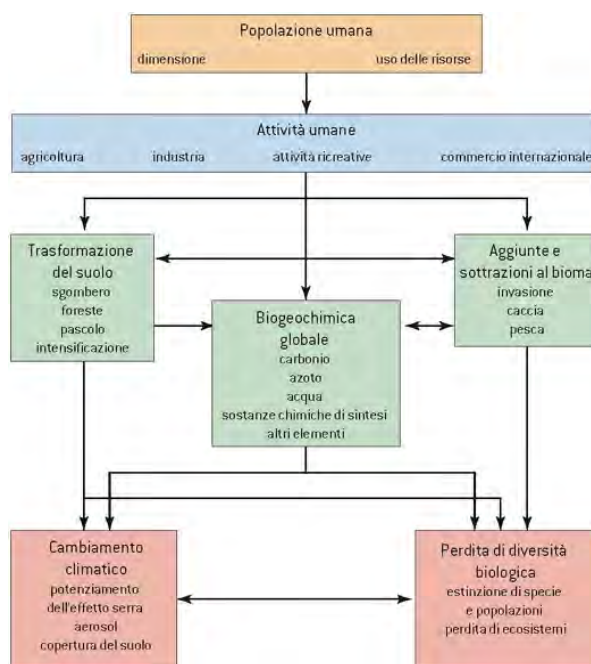 Popolazione umana
dimensione uso delle risorse
Attività umane
agricoltura industria attività ricreative commercio internazionale
Trasformazione
del suolo
sgombero
foreste
pascolo
intensificazione
Biogeochimica
globale
carbonio
azoto
acqua
sostanze chimiche di sintesi
altri elementi
Aggiunte e
sottrazioni al bioma
invasione
caccia
pesca
Cambiamento
climatico
potenziamento
dell'effetto serra
aerosol
copertura del suolo
Perdita di diversità
biologica
estinzione di specie
e popolazioni
perdita di ecosistemi